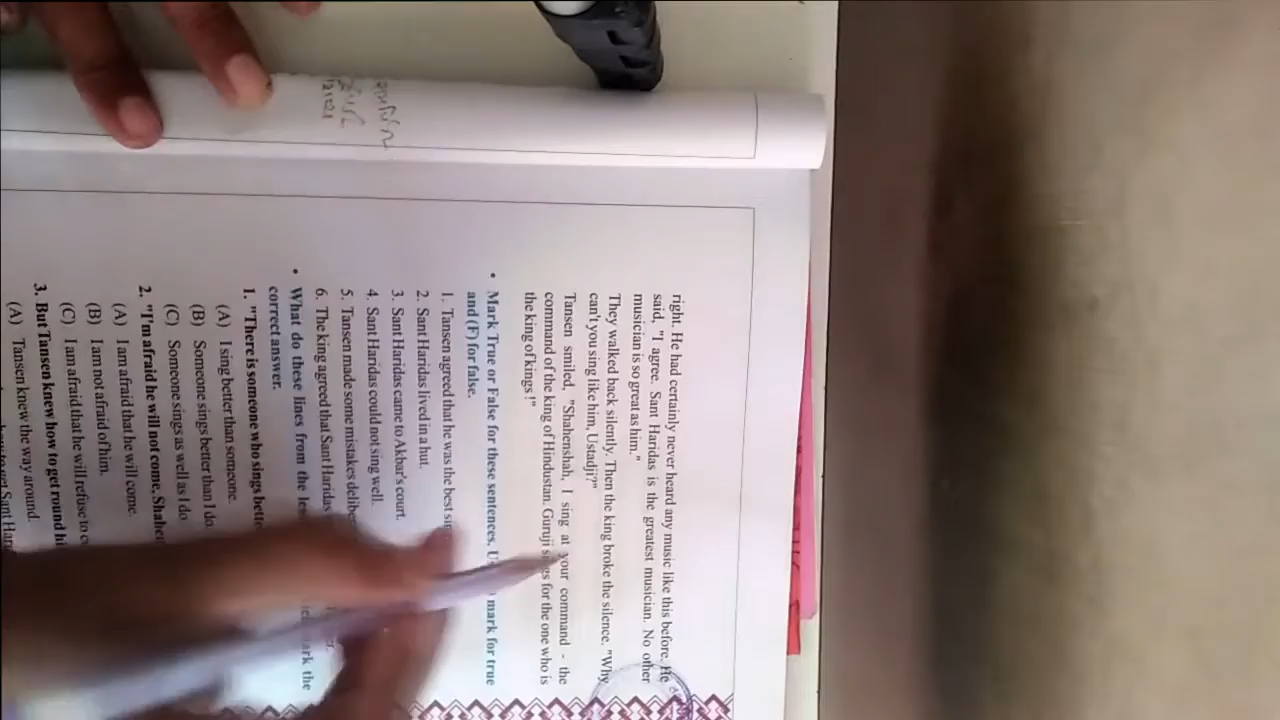 right. He had certainly never heard any music like this before. He
said, "I agree. Sant Haridas is the greatest musician. No other
musician is so great as him."
They walked back silently. Then the king broke the silence. "Why
can't you sing like him, Ustadji?"
Tansen smiled, "Shahenshah, I sing at your command - the
command of the king of Hindustan. Guruji sings for the one who is
the king of kings!"
• Mark True or False for these sentences. mark for true
and (F) for false.
1. Tansen agreed that he was the best
2. Sant Haridas lived in a hut.
3. Sant Haridas came to Akbar's court.
4. Sant Haridas could not sing well.
5. Tansen made some mistakes
6. The king agreed that Sant Haridas
• What do these lines from the the
correct answer.
1. "There is someone who sings
(A) I sing better than someone.
(B) Someone sings better than I do.
(C) Someone sings as well as I do
2. "I'm afraid he will not come,
(A) I am afraid that he will come.
(B) I am not afraid of him.
(C) I am afraid that he will refuse to
3. But Tansen knew how to get round
(A) Tansen knew the way around.